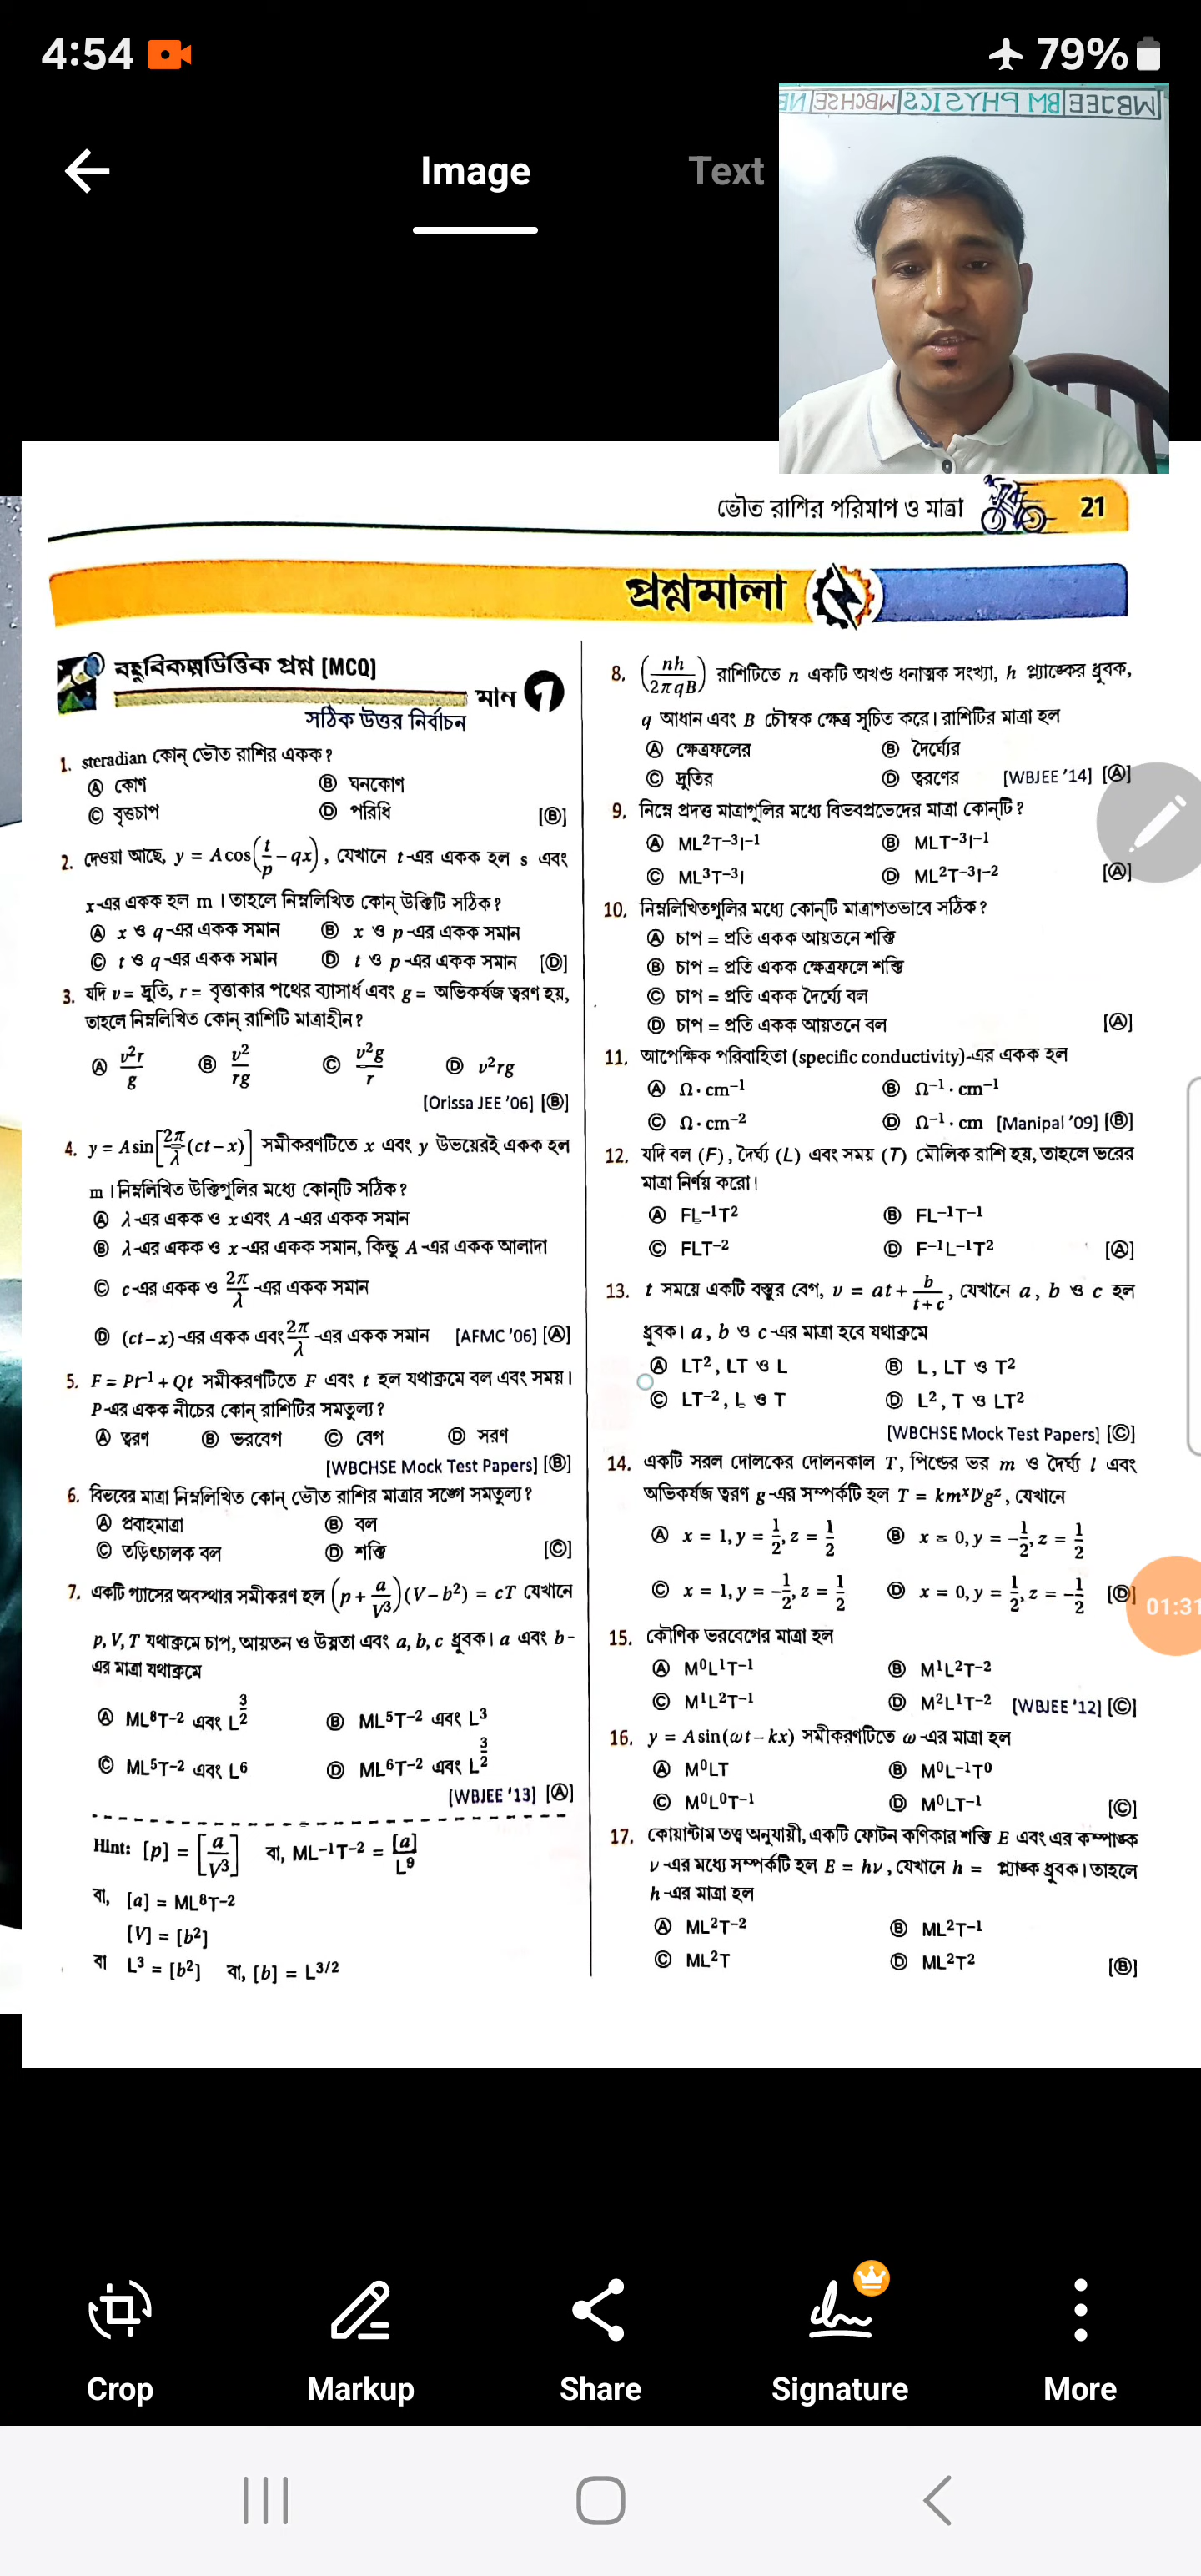 4:54
79%
WBJEE|BM PHYSICS|WBCHSE|NE
Image
Text
ভৌত রাশির পরিমাপ ও মাত্রা
21
প্রশ্নমালা
বহুবিকল্পভিত্তিক প্রশ্ন [MCQ]
মান 1
সঠিক উত্তর নির্বাচন
1. steradian কোন্ ভৌত রাশির একক?
Ⓐ কোণ Ⓑ ঘনকোণ
Ⓒ বৃত্তচাপ Ⓓ পরিধি [Ⓑ]
2. দেওয়া আছে, y = A cos(t/p − qx), যেখানে t-এর একক হল s এবং
x-এর একক হল m । তাহলে নিম্নলিখিত কোন্ উক্তিটি সঠিক?
Ⓐ x ও q-এর একক সমান Ⓑ x ও p-এর একক সমান
Ⓒ t ও q-এর একক সমান Ⓓ t ও p-এর একক সমান [Ⓓ]
3. যদি v = দ্রুতি, r = বৃত্তাকার পথের ব্যাসার্ধ এবং g = অভিকর্ষজ ত্বরণ হয়,
তাহলে নিম্নলিখিত কোন্ রাশিটি মাত্রাহীন?
Ⓐ v²r/g Ⓑ v²/rg Ⓒ v²g/r Ⓓ v²rg
[Orissa JEE '06] [Ⓑ]
4. y = A sin[2π/λ (ct − x)] সমীকরণটিতে x এবং y উভয়েরই একক হল
m । নিম্নলিখিত উক্তিগুলির মধ্যে কোন্‌টি সঠিক?
Ⓐ λ-এর একক ও x এবং A-এর একক সমান
Ⓑ λ-এর একক ও x-এর একক সমান, কিন্তু A-এর একক আলাদা
Ⓒ c-এর একক ও 2π/λ-এর একক সমান
Ⓓ (ct − x)-এর একক এবং 2π/λ-এর একক সমান [AFMC '06] [Ⓐ]
5. F = Pt⁻¹ + Qt সমীকরণটিতে F এবং t হল যথাক্রমে বল এবং সময়।
P-এর একক নীচের কোন্ রাশিটির সমতুল্য?
Ⓐ ত্বরণ Ⓑ ভরবেগ Ⓒ বেগ Ⓓ সরণ
[WBCHSE Mock Test Papers] [Ⓑ]
6. বিভবের মাত্রা নিম্নলিখিত কোন্ ভৌত রাশির মাত্রার সঙ্গে সমতুল্য?
Ⓐ প্রবাহমাত্রা Ⓑ বল
Ⓒ তড়িৎচালক বল Ⓓ শক্তি [Ⓒ]
7. একটি গ্যাসের অবস্থার সমীকরণ হল (p + a/V³)(V − b²) = cT যেখানে
p, V, T যথাক্রমে চাপ, আয়তন ও উষ্ণতা এবং a, b, c ধ্রুবক। a এবং b-
এর মাত্রা যথাক্রমে
Ⓐ ML⁸T⁻² এবং L^(3/2) Ⓑ ML⁵T⁻² এবং L³
Ⓒ ML⁵T⁻² এবং L⁶ Ⓓ ML⁶T⁻² এবং L^(3/2)
[WBJEE '13] [Ⓐ]
Hint: [p] = [a/V³] বা, ML⁻¹T⁻² = [a]/L⁹
বা, [a] = ML⁸T⁻²
[V] = [b²]
বা L³ = [b²] বা, [b] = L^3/2
8. (nh/2πqB) রাশিটিতে n একটি অখণ্ড ধনাত্মক সংখ্যা, h প্ল্যাঙ্কের ধ্রুবক,
q আধান এবং B চৌম্বক ক্ষেত্র সূচিত করে। রাশিটির মাত্রা হল
Ⓐ ক্ষেত্রফলের Ⓑ দৈর্ঘ্যের
Ⓒ দ্রুতির Ⓓ ত্বরণের [WBJEE '14] [Ⓐ]
9. নিম্নে প্রদত্ত মাত্রাগুলির মধ্যে বিভবপ্রভেদের মাত্রা কোন্‌টি?
Ⓐ ML²T⁻³I⁻¹ Ⓑ MLT⁻³I⁻¹
Ⓒ ML³T⁻³I Ⓓ ML²T⁻³I⁻² [Ⓐ]
10. নিম্নলিখিতগুলির মধ্যে কোন্‌টি মাত্রাগতভাবে সঠিক?
Ⓐ চাপ = প্রতি একক আয়তনে শক্তি
Ⓑ চাপ = প্রতি একক ক্ষেত্রফলে শক্তি
Ⓒ চাপ = প্রতি একক দৈর্ঘ্যে বল
Ⓓ চাপ = প্রতি একক আয়তনে বল [Ⓐ]
11. আপেক্ষিক পরিবাহিতা (specific conductivity)-এর একক হল
Ⓐ Ω · cm⁻¹ Ⓑ Ω⁻¹ · cm⁻¹
Ⓒ Ω · cm⁻² Ⓓ Ω⁻¹ · cm [Manipal '09] [Ⓑ]
12. যদি বল (F), দৈর্ঘ্য (L) এবং সময় (T) মৌলিক রাশি হয়, তাহলে ভরের
মাত্রা নির্ণয় করো।
Ⓐ FL⁻¹T² Ⓑ FL⁻¹T⁻¹
Ⓒ FLT⁻² Ⓓ F⁻¹L⁻¹T² [Ⓐ]
13. t সময়ে একটি বস্তুর বেগ, v = at + b/(t + c), যেখানে a, b ও c হল
ধ্রুবক। a, b ও c-এর মাত্রা হবে যথাক্রমে
Ⓐ LT², LT ও L Ⓑ L, LT ও T²
Ⓒ LT⁻², L ও T Ⓓ L², T ও LT²
[WBCHSE Mock Test Papers] [Ⓒ]
14. একটি সরল দোলকের দোলনকাল T, পিণ্ডের ভর m ও দৈর্ঘ্য l এবং
অভিকর্ষজ ত্বরণ g-এর সম্পর্কটি হল T = kmˣlʸgᶻ, যেখানে
Ⓐ x = 1, y = 1/2, z = 1/2 Ⓑ x = 0, y = −1/2, z = 1/2
Ⓒ x = 1, y = −1/2, z = 1/2 Ⓓ x = 0, y = 1/2, z = −1/2 [Ⓓ]
01:31
15. কৌণিক ভরবেগের মাত্রা হল
Ⓐ M⁰L¹T⁻¹ Ⓑ M¹L²T⁻²
Ⓒ M¹L²T⁻¹ Ⓓ M²L¹T⁻² [WBJEE '12] [Ⓒ]
16. y = A sin(ωt − kx) সমীকরণটিতে ω-এর মাত্রা হল
Ⓐ M⁰LT Ⓑ M⁰L⁻¹T⁰
Ⓒ M⁰L⁰T⁻¹ Ⓓ M⁰LT⁻¹ [Ⓒ]
17. কোয়ান্টাম তত্ত্ব অনুযায়ী, একটি ফোটন কণিকার শক্তি E এবং এর কম্পাঙ্ক
ν-এর মধ্যে সম্পর্কটি হল E = hν, যেখানে h = প্ল্যাঙ্ক ধ্রুবক। তাহলে
h-এর মাত্রা হল
Ⓐ ML²T⁻² Ⓑ ML²T⁻¹
Ⓒ ML²T Ⓓ ML²T² [Ⓑ]
Crop
Markup
Share
Signature
More